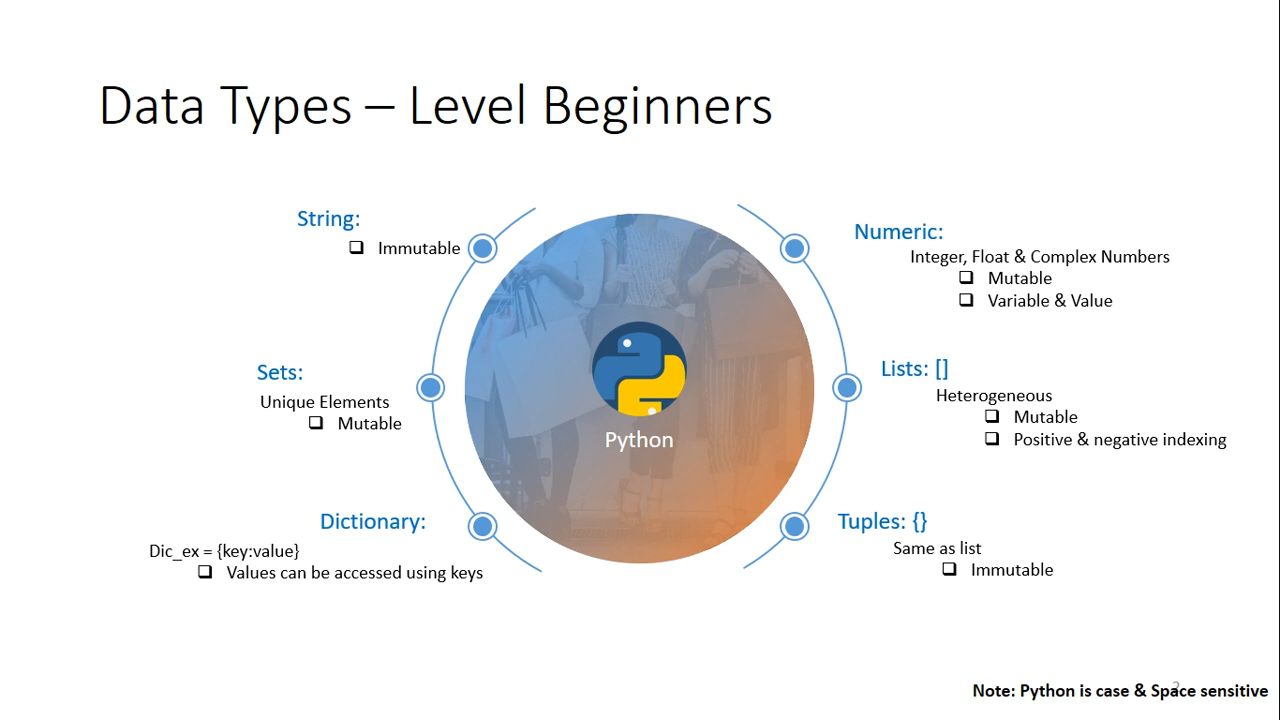 Data Types – Level Beginners
String:
Immutable
Sets:
Unique Elements
Mutable
Dictionary:
Dic_ex = {key:value}
Values can be accessed using keys
Python
Numeric:
Integer, Float & Complex Numbers
Mutable
Variable & Value
Lists: []
Heterogeneous
Mutable
Positive & negative indexing
Tuples: {}
Same as list
Immutable
2
Note: Python is case & Space sensitive